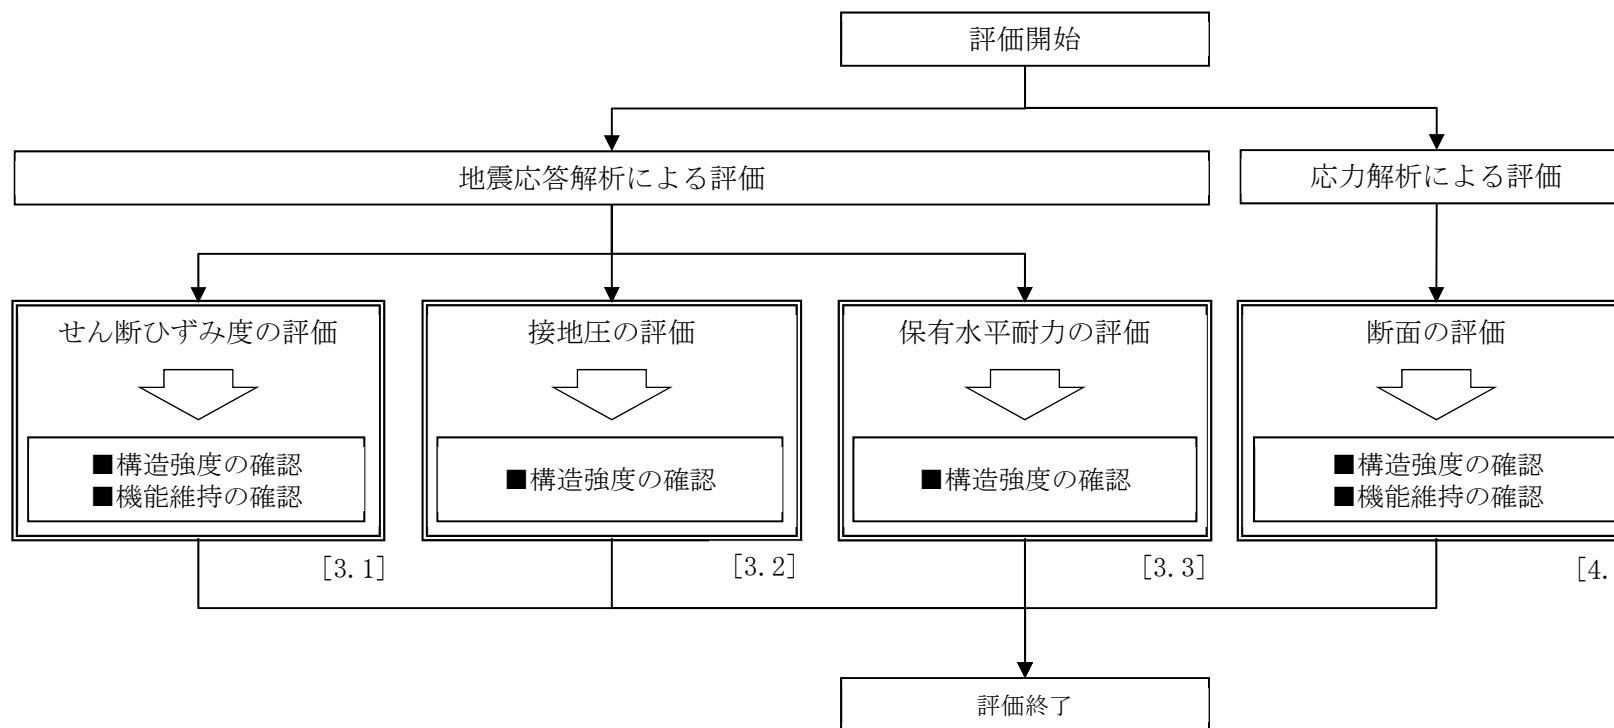 評価開始
地震応答解析による評価
応力解析による評価
せん断ひずみ度の評価
■構造強度の確認
■機能維持の確認
[3.1]
接地圧の評価
■構造強度の確認
[3.2]
保有水平耐力の評価
■構造強度の確認
[3.3]
断面の評価
■構造強度の確認
■機能維持の確認
[4.
評価終了